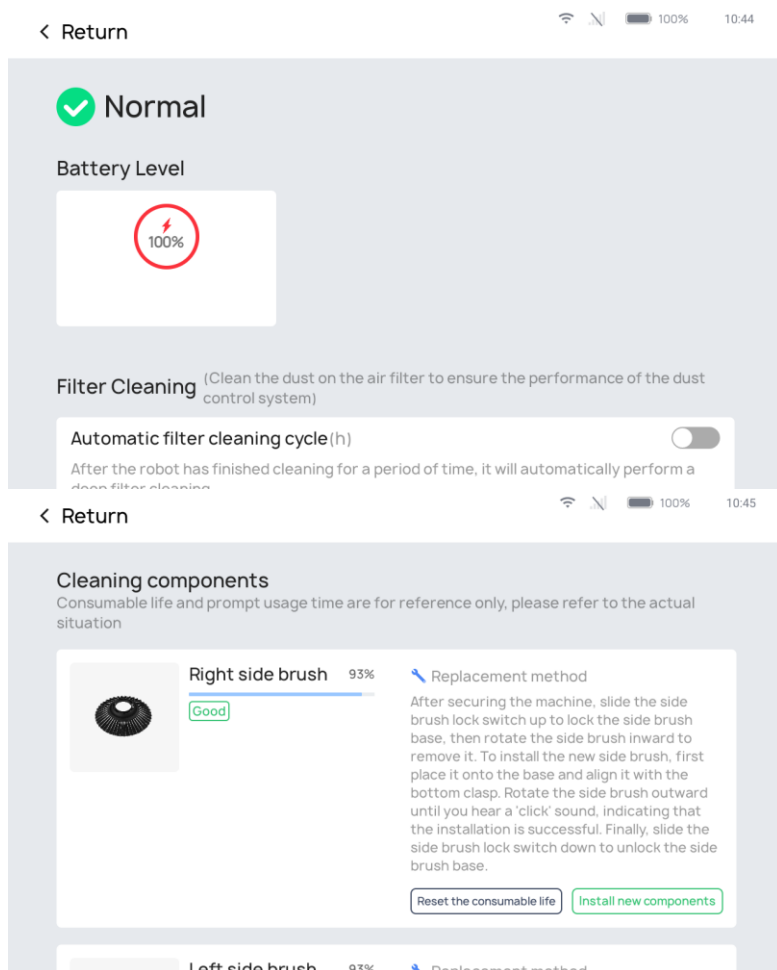 Return
100%
10:44
Normal
Battery Level
100%
Filter Cleaning
(Clean the dust on the air filter to ensure the performance of the dust
control system)
Automatic filter cleaning cycle(h)
After the robot has finished cleaning for a period of time, it will automatically perform a
deep filter cleaning
100%
10:45
Return
Cleaning components
Consumable life and prompt usage time are for reference only, please refer to the actual
situation
Right side brush 93%
Good
Replacement method
After securing the machine, slide the side
brush lock switch up to lock the side brush
base, then rotate the side brush inward to
remove it. To install the new side brush, first
place it onto the base and align it with the
bottom clasp. Rotate the side brush outward
until you hear a 'click' sound, indicating that
the installation is successful. Finally, slide the
side brush lock switch down to unlock the side
brush base.
Reset the consumable life
Install new components
Left side brush 93%
Replacement method